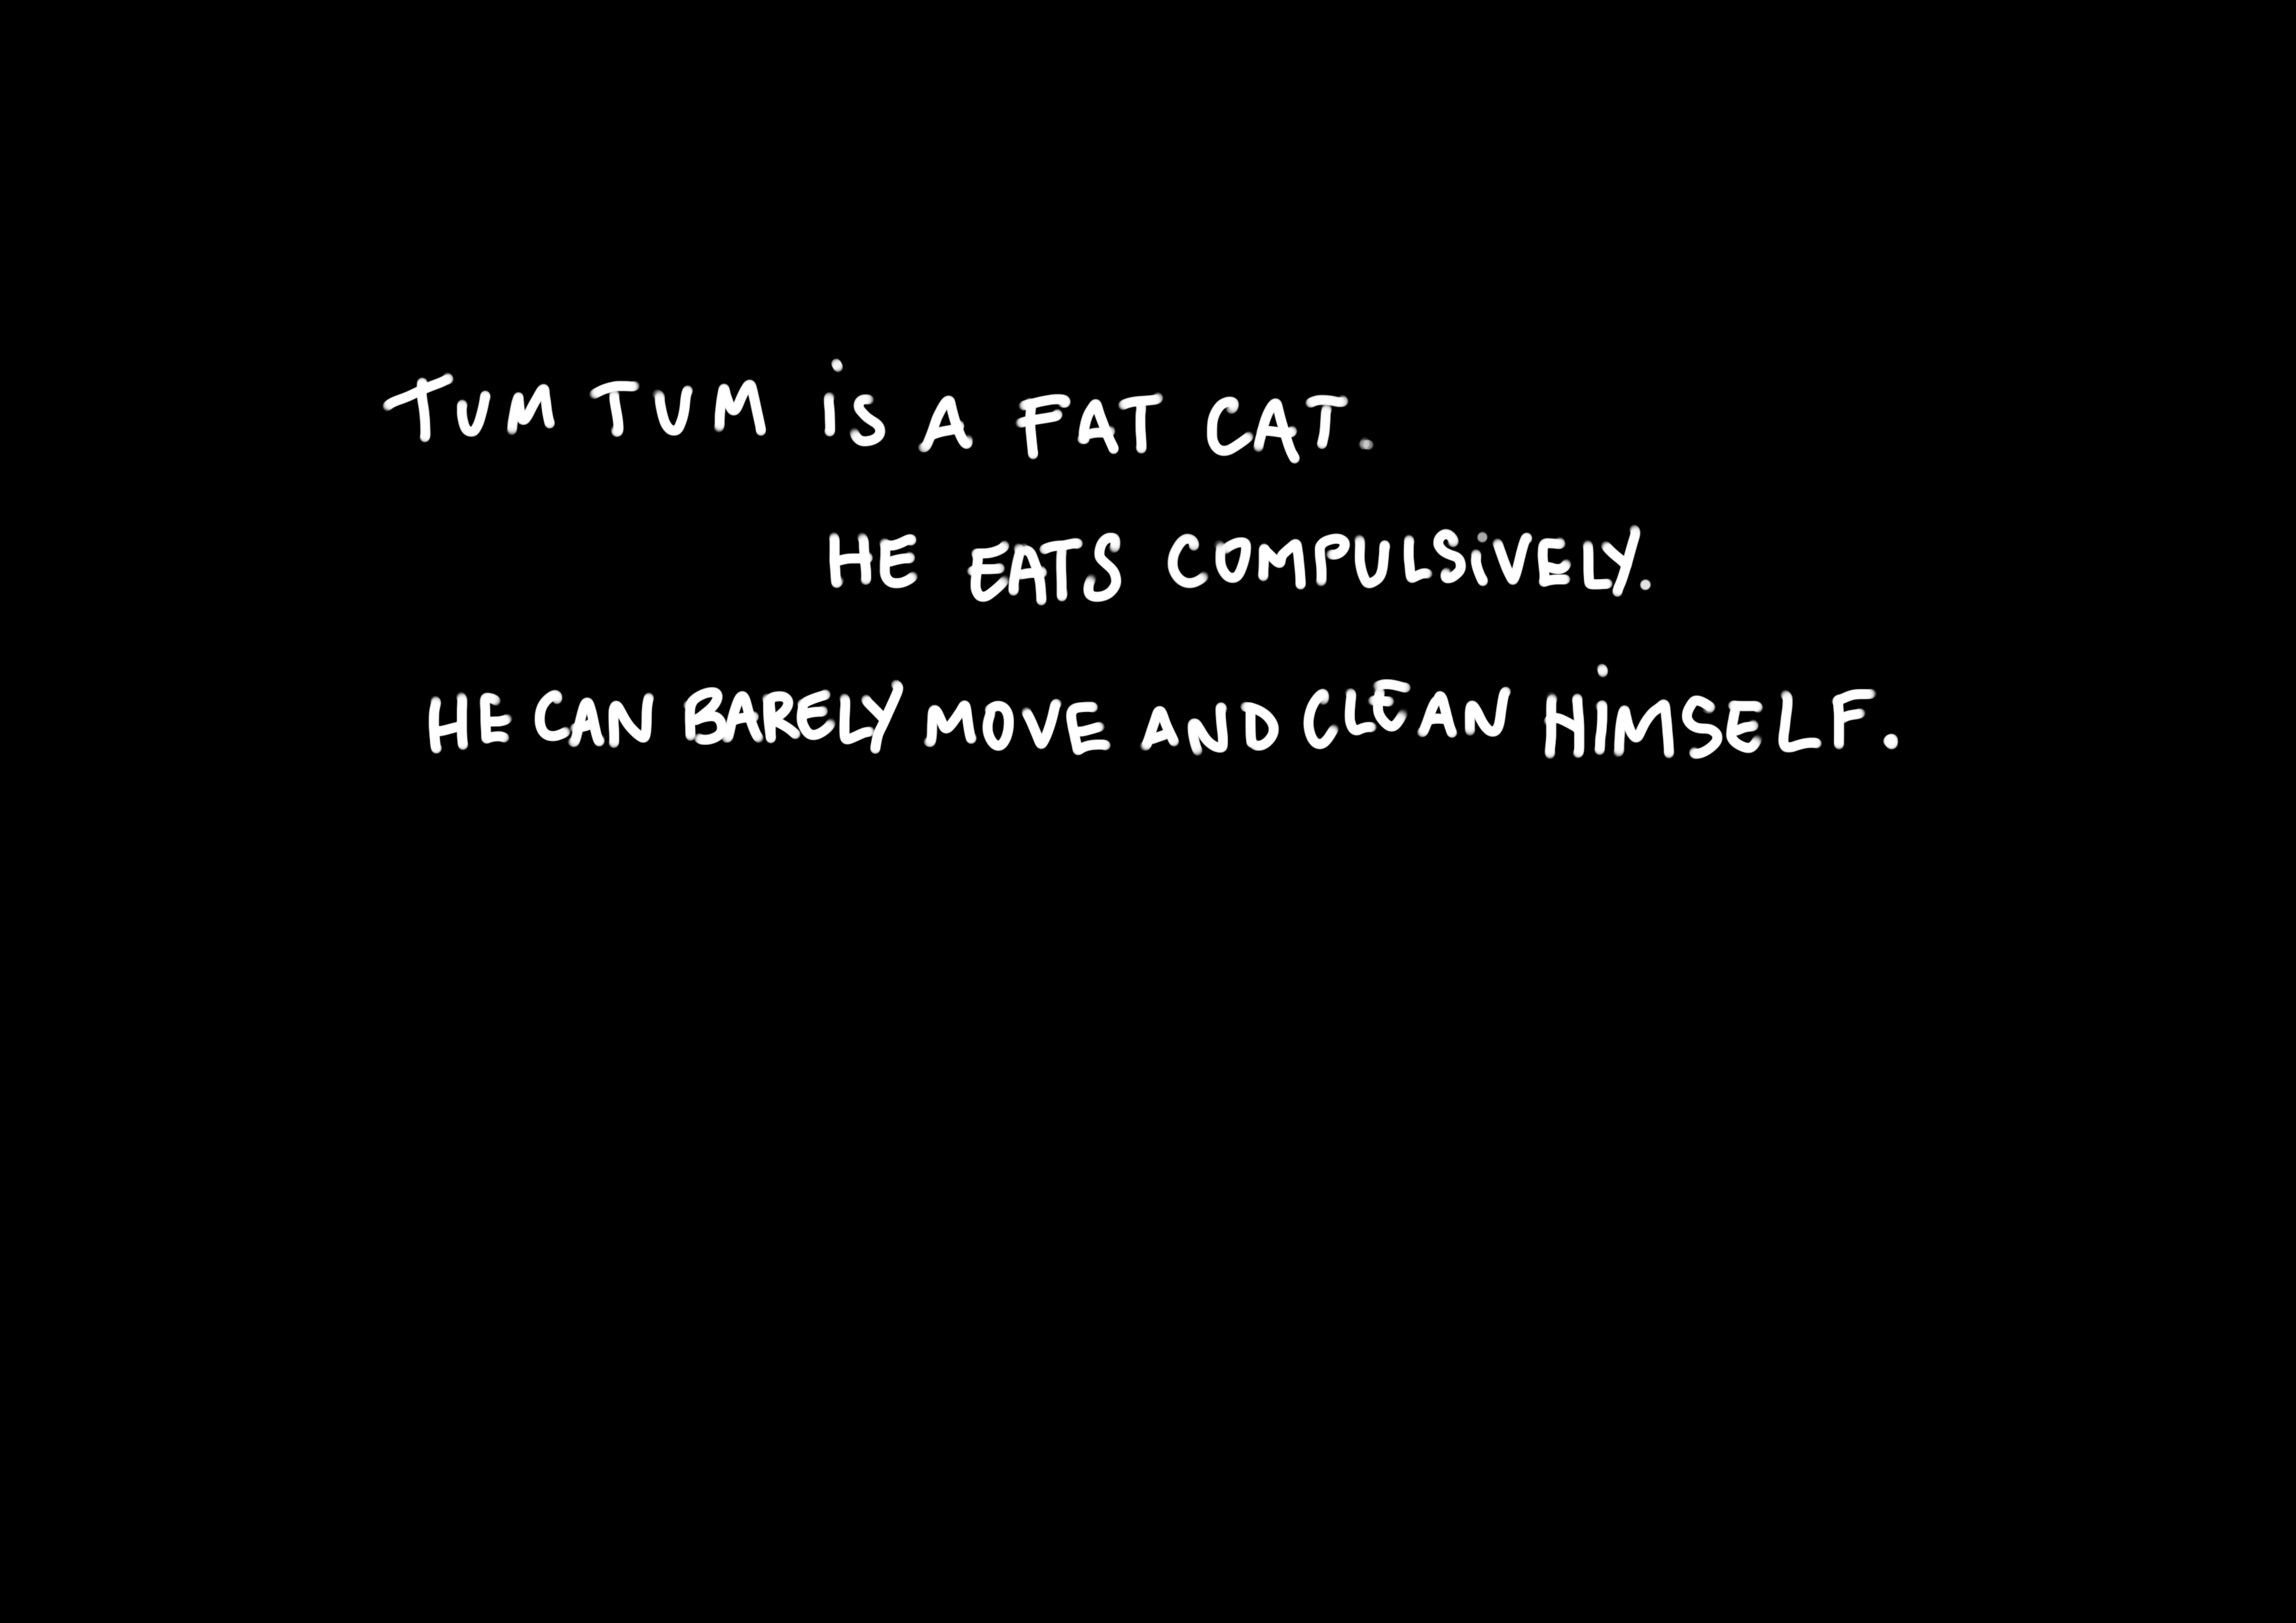 TUM TUM iS A FAT CAT.
HE EATS COMPULSiVELY.
HE CAN BARELY MOVE AND CLEAN HiMSELF.